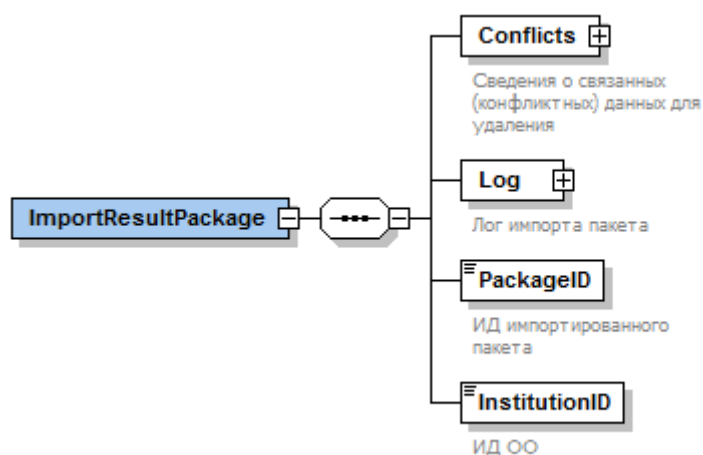 Conflicts
Сведения о связанных
(конфликтных) данных для
удаления
Log
Лог импорта пакета
ImportResultPackage
PackageID
ИД импортированного
пакета
InstitutionID
ИД ОО